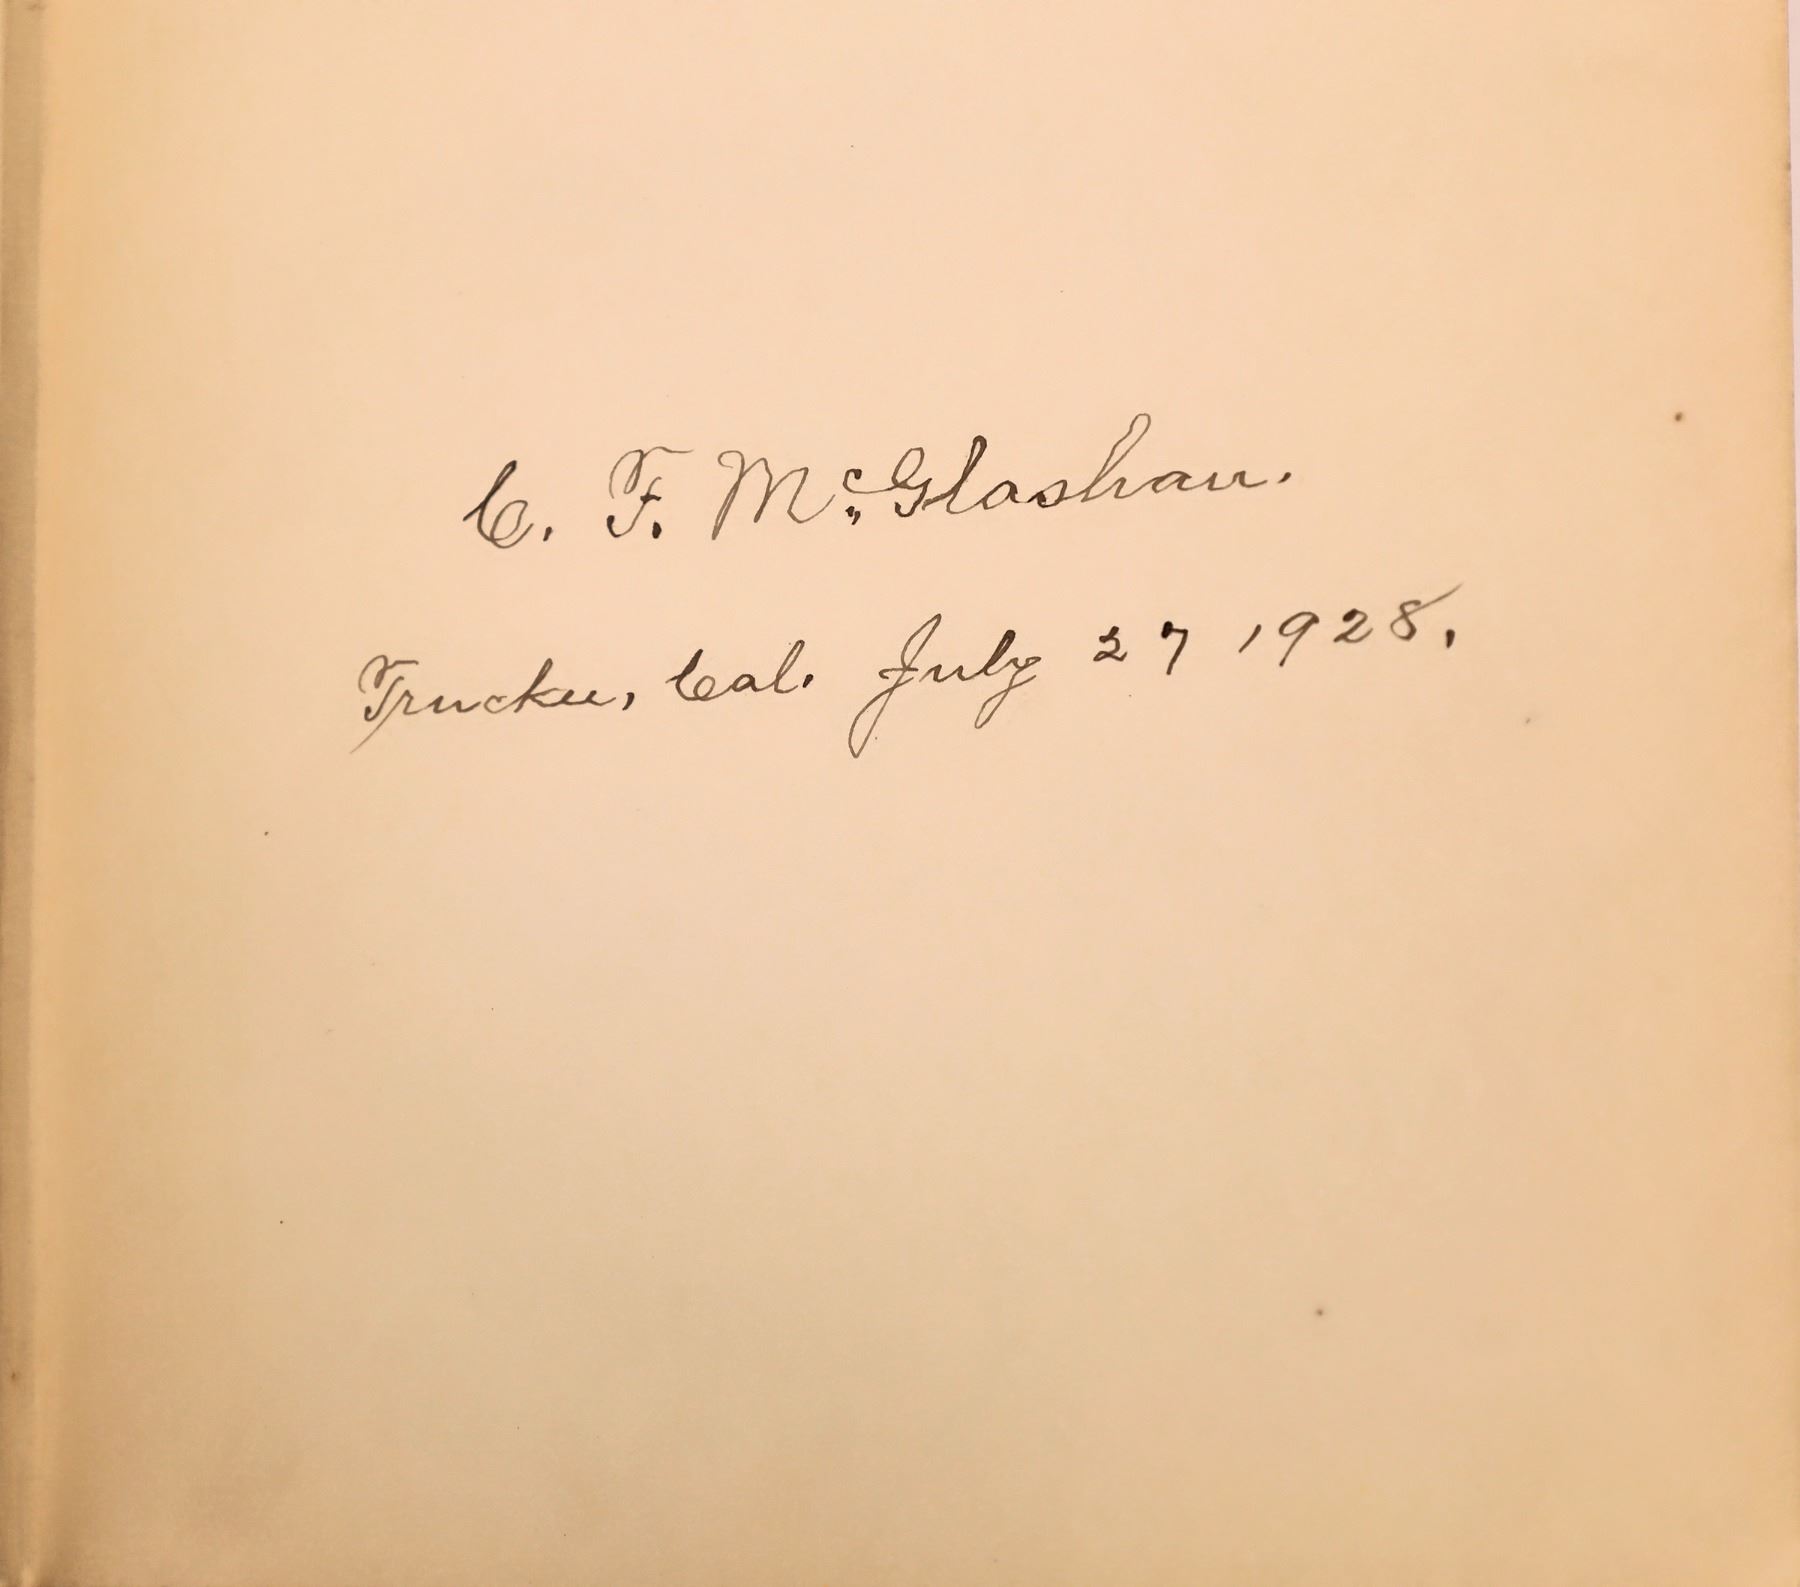 C. F. McGlashan.
Truckee, Cal. July 27 1928.